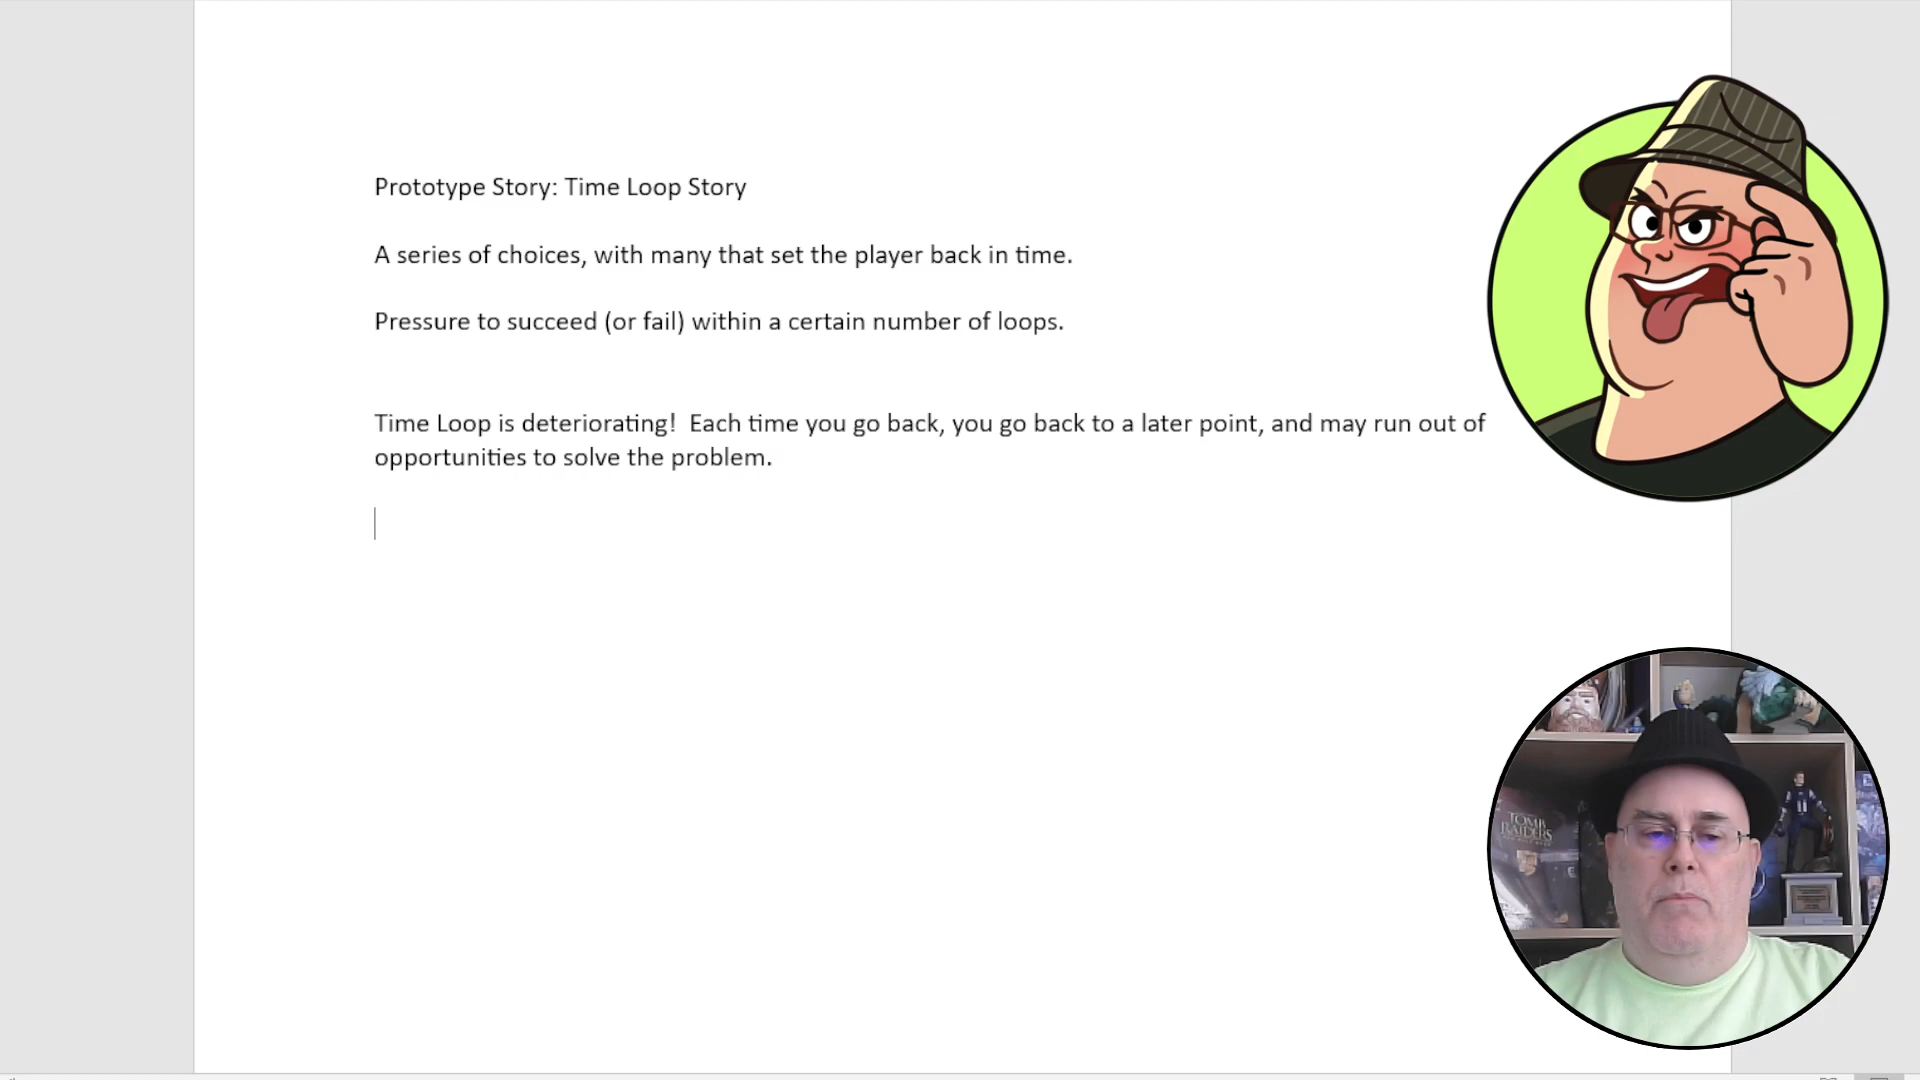 Prototype Story: Time Loop Story
A series of choices, with many that set the player back in time.
Pressure to succeed (or fail) within a certain number of loops.
Time Loop is deteriorating!  Each time you go back, you go back to a later point, and may run out of
opportunities to solve the problem.
TOMB
RAIDERS